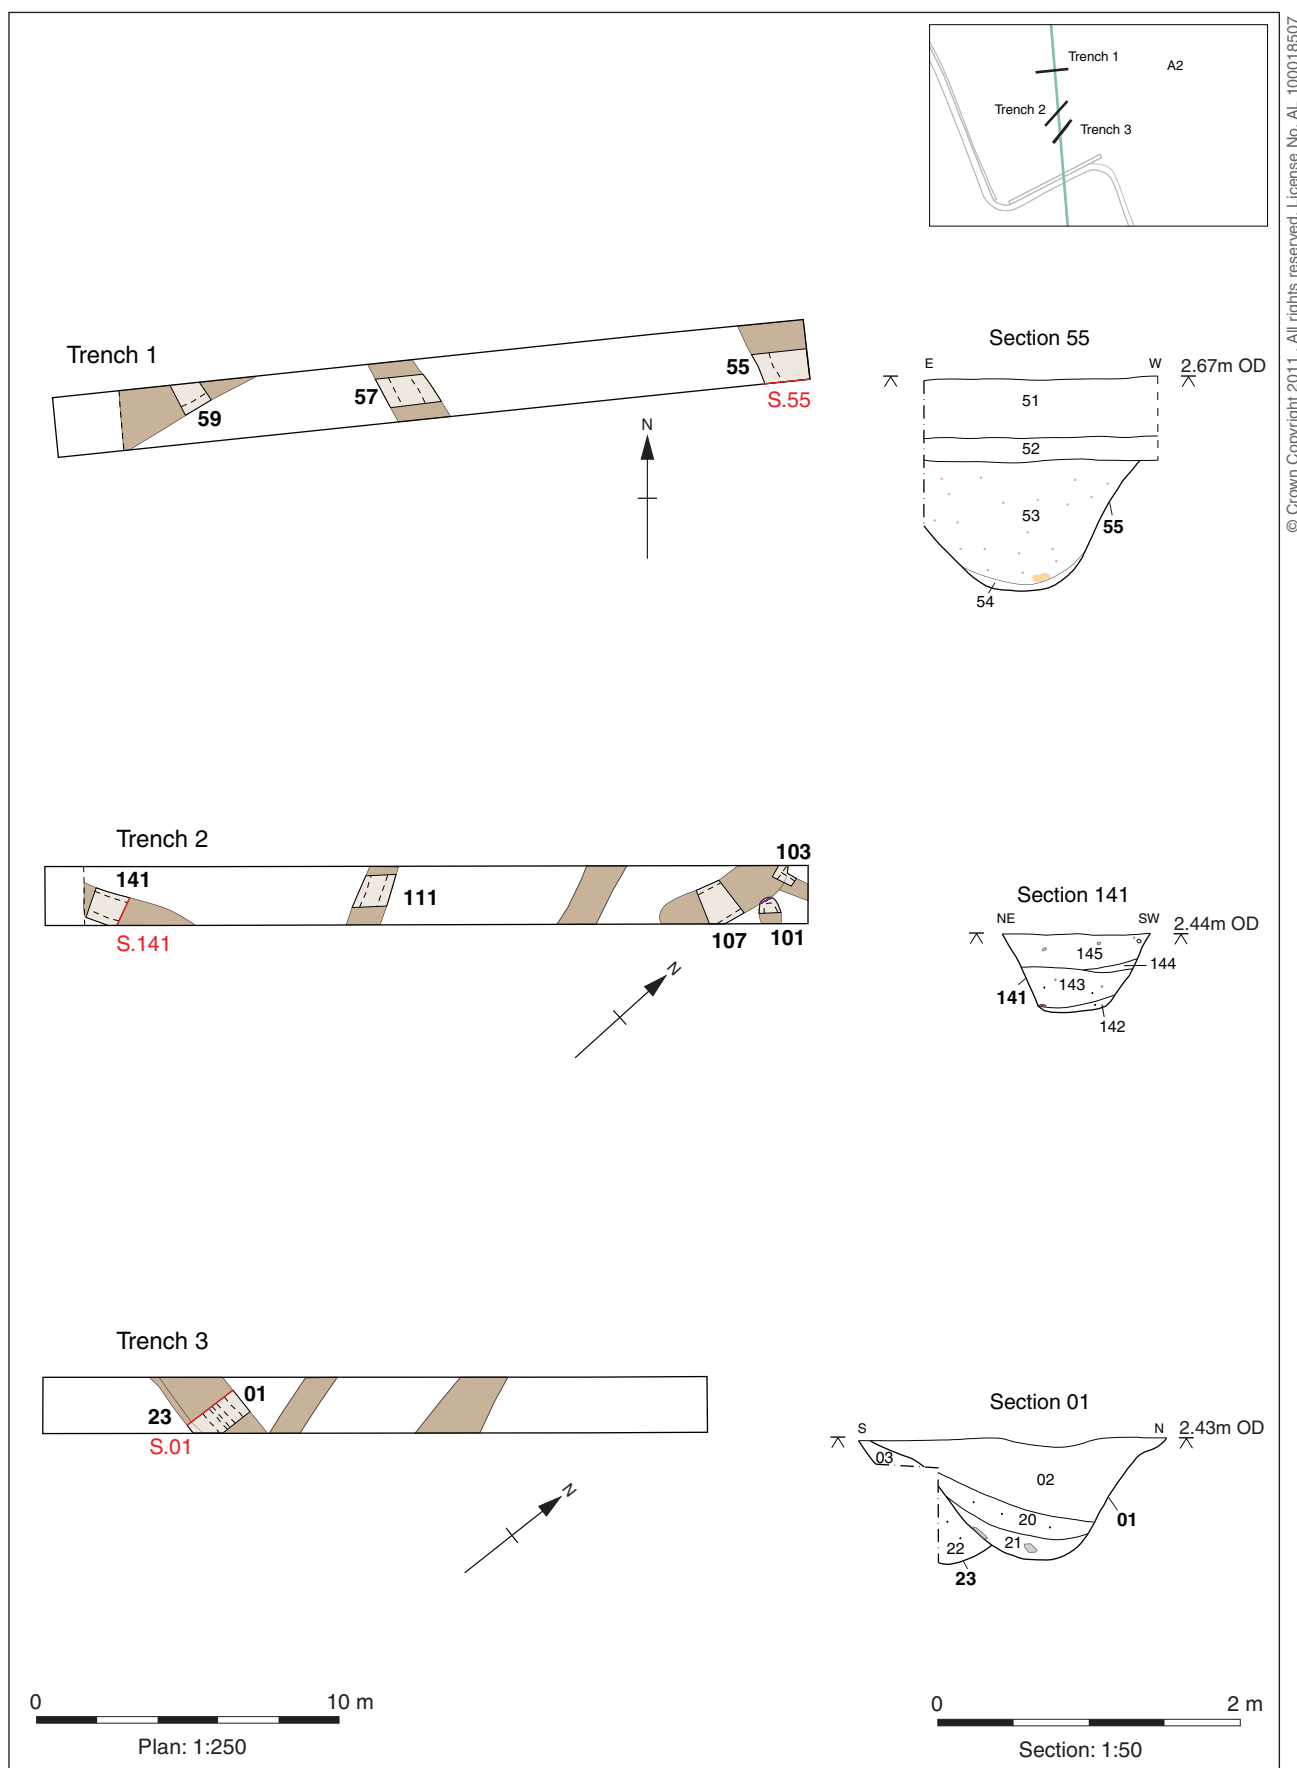 Trench 1
A2
Trench 2
Trench 3
© Crown Copyright 2011 . All rights reserved. License No. AL 100018507
Trench 1
59
57
55
S.55
N
Section 55
E
W
2.67m OD
51
52
53
55
54
Trench 2
141
S.141
111
107
103
101
N
Section 141
NE
SW
2.44m OD
145
144
143
141
142
Trench 3
01
23
S.01
N
Section 01
S
N
2.43m OD
03
02
20
01
21
22
23
0
10 m
Plan: 1:250
0
2 m
Section: 1:50